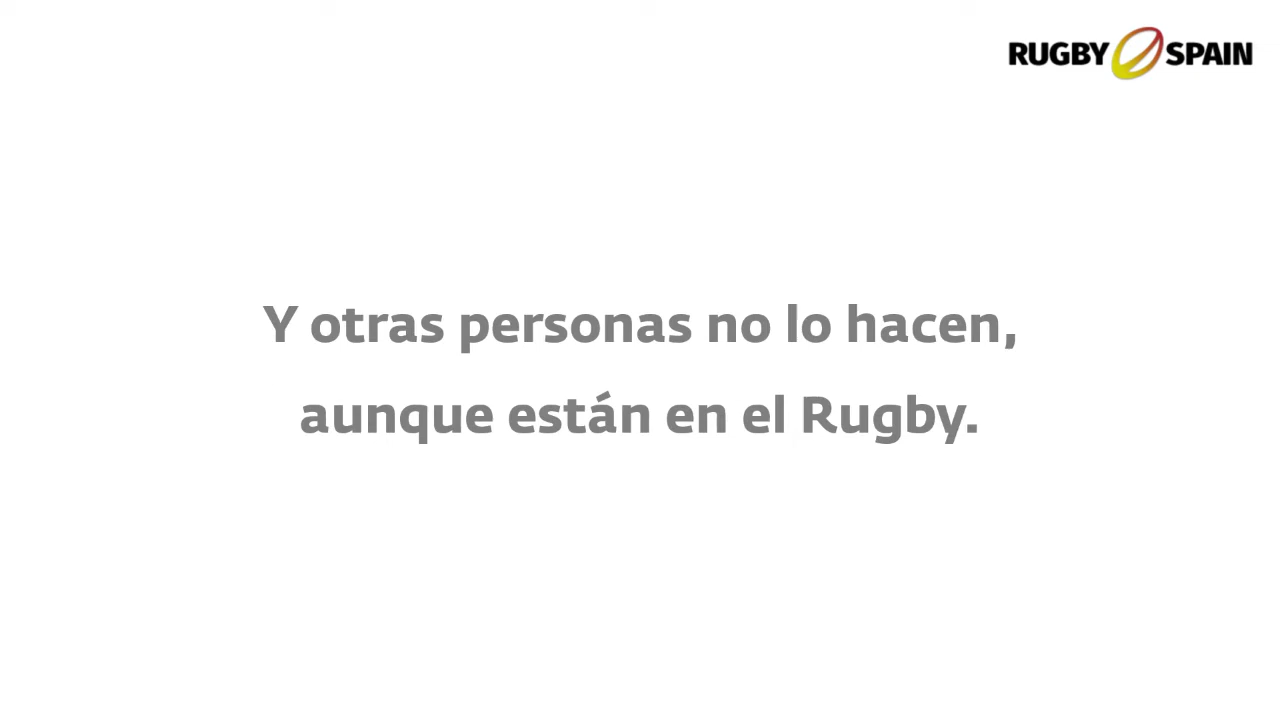 RUGBY SPAIN
Y otras personas no lo hacen,
aunque están en el Rugby.